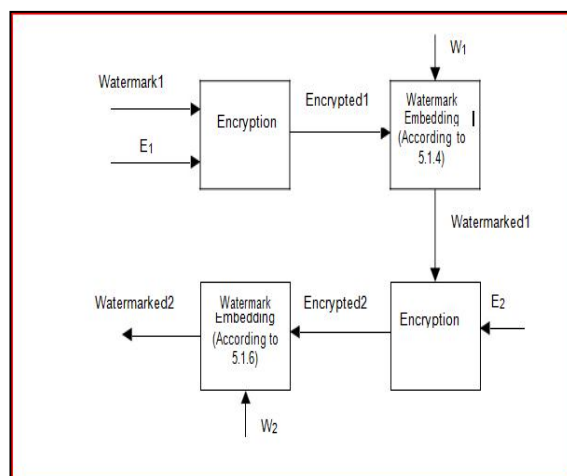 W1
Watermark1
Encryption
Encrypted1
Watermark
Embedding
(According to
5.1.4)
E1
Watermarked1
Watermarked2
Watermark
Embedding
(According to
5.1.6)
Encrypted2
Encryption
E2
W2